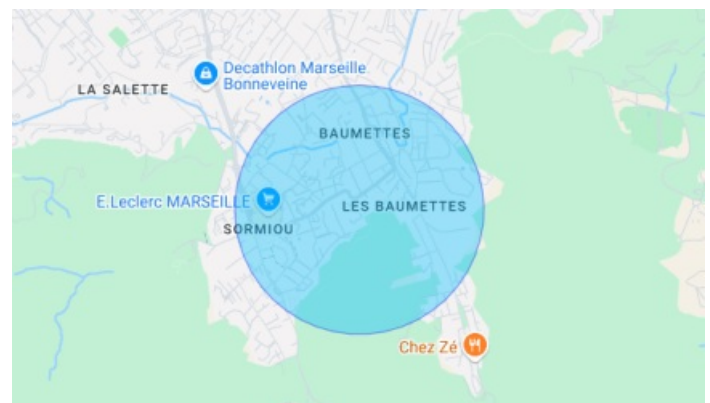 Decathlon Marseille
Bonneveine
LA SALETTE
BAUMETTES
E.Leclerc MARSEILLE
LES BAUMETTES
SORMIOU
Chez Zé